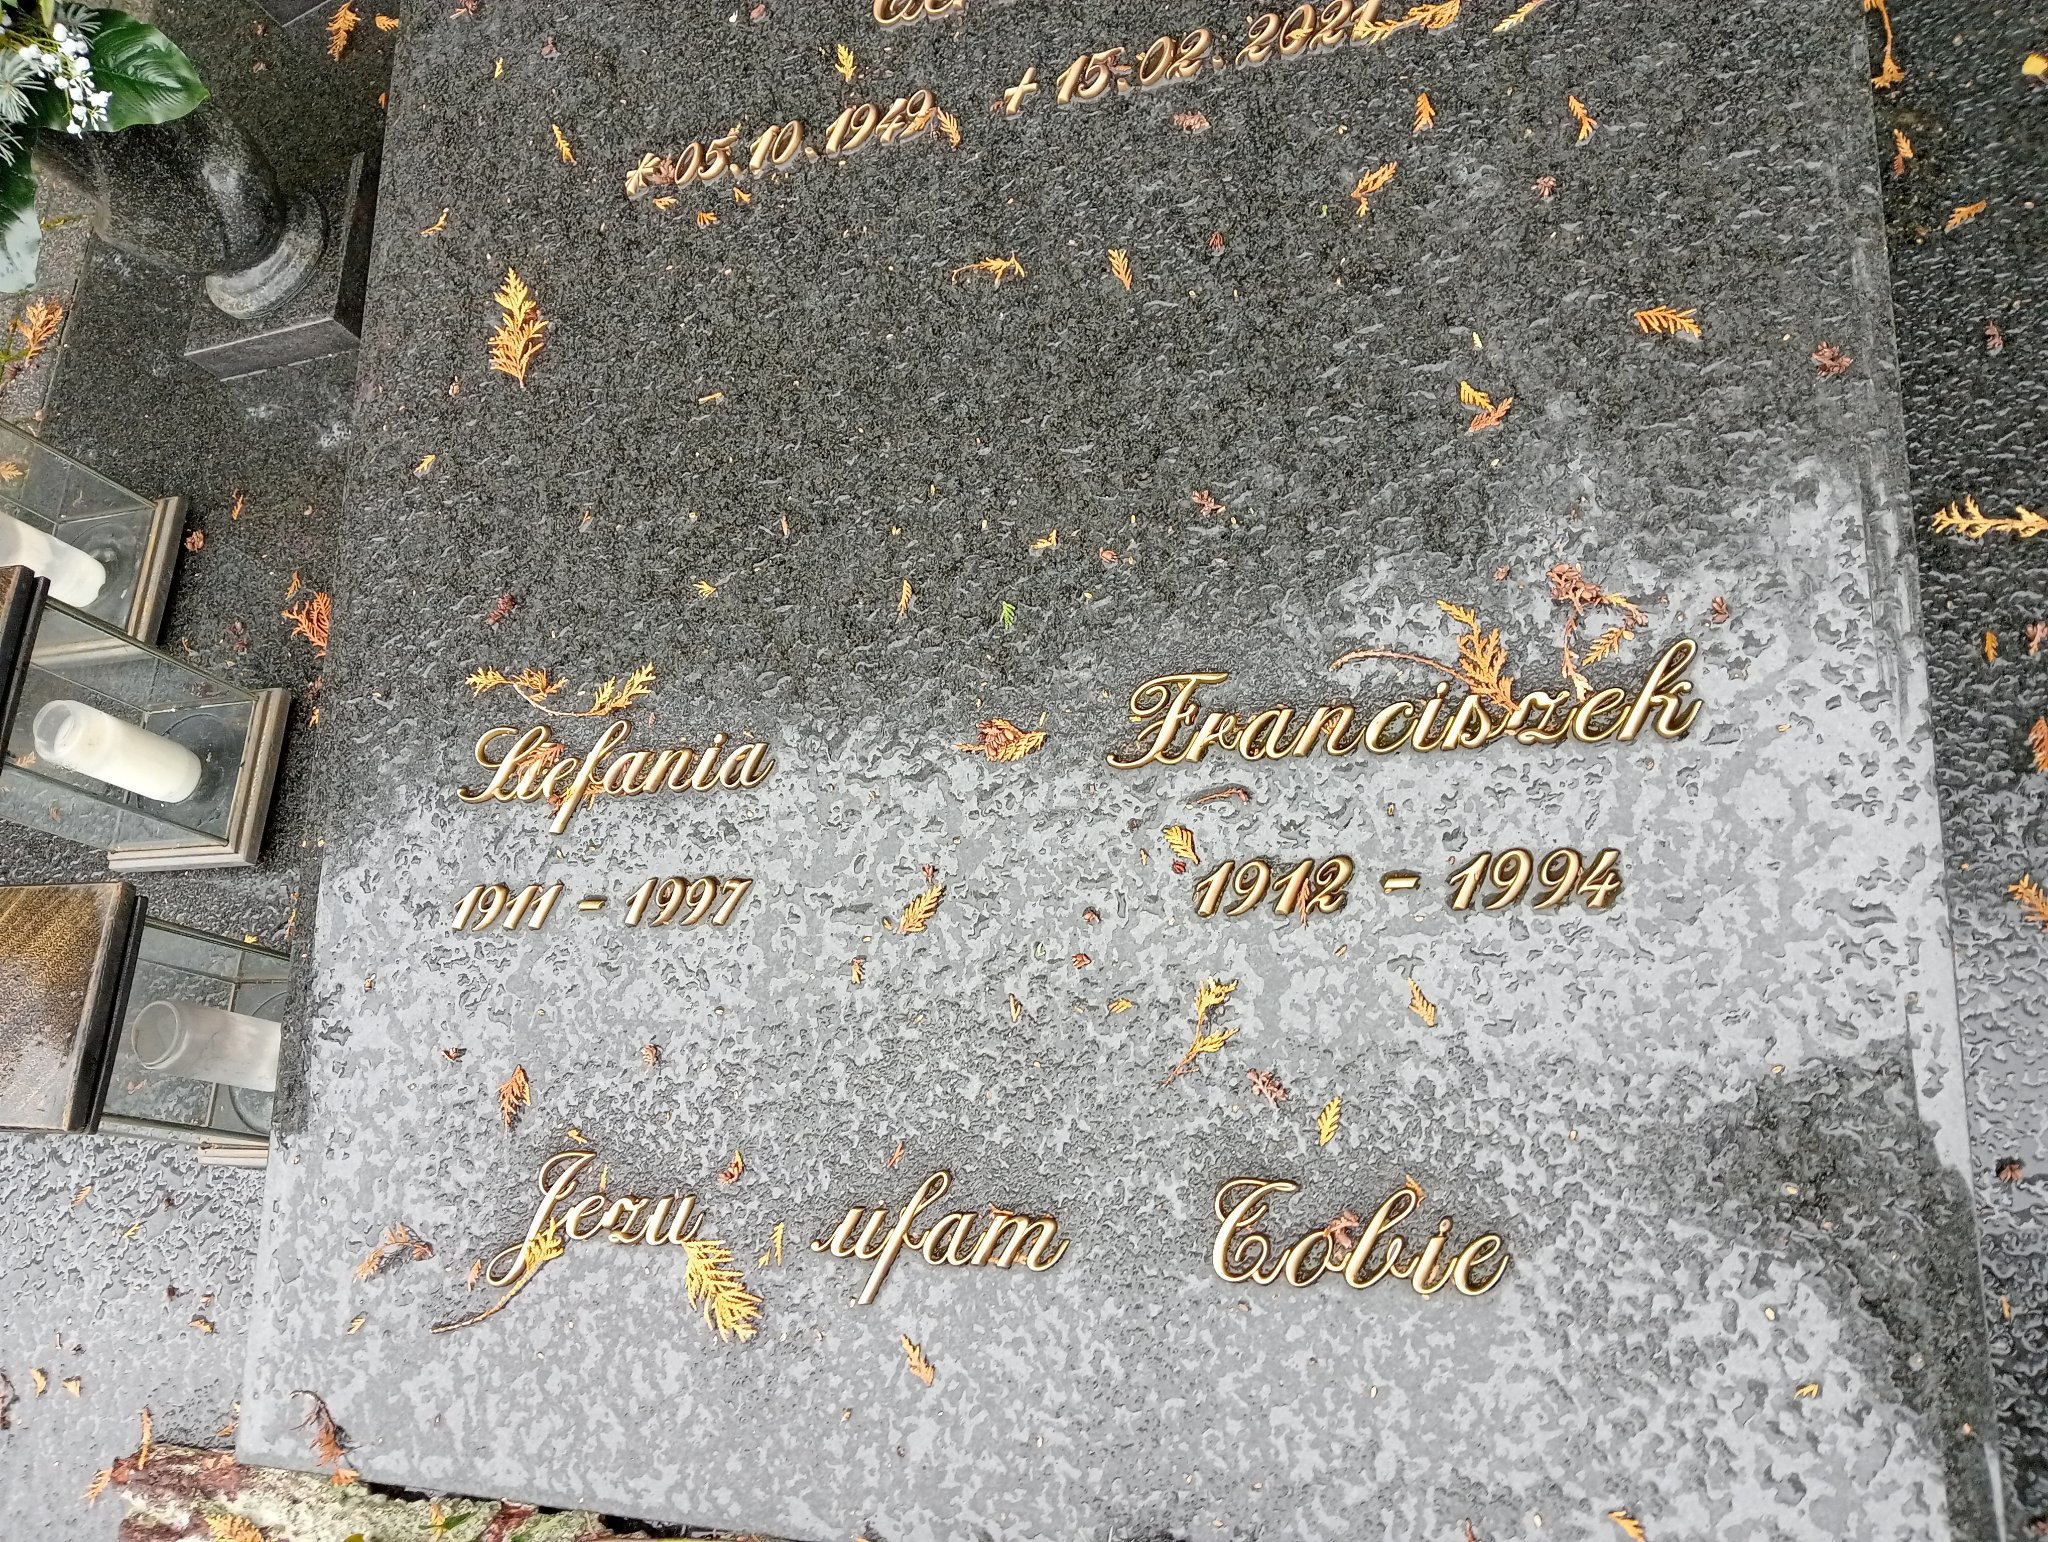 * 05.10.1949 + 15.02.2021
Stefania Franciszek
1911 - 1997 1912 - 1994
Jezu ufam Tobie